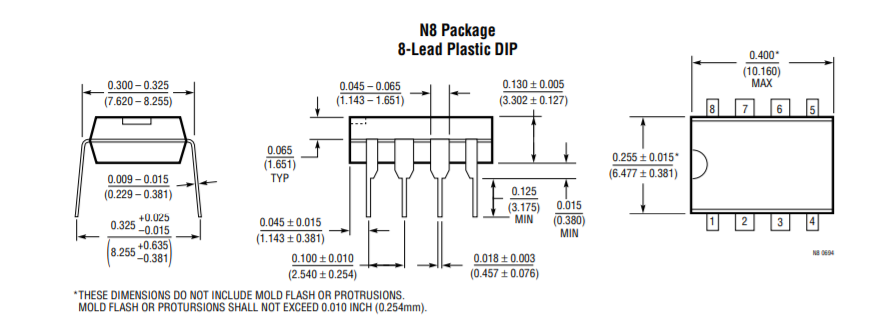 N8 Package
8-Lead Plastic DIP
0.300 – 0.325
(7.620 – 8.255)
0.009 – 0.015
(0.229 – 0.381)
0.325 +0.025 –0.015
(8.255 +0.635 –0.381)
0.045 – 0.065
(1.143 – 1.651)
0.130 ± 0.005
(3.302 ± 0.127)
0.065
(1.651)
TYP
0.125
(3.175)
MIN
0.015
(0.380)
MIN
0.045 ± 0.015
(1.143 ± 0.381)
0.100 ± 0.010
(2.540 ± 0.254)
0.018 ± 0.003
(0.457 ± 0.076)
0.400*
(10.160)
MAX
8 7 6 5
0.255 ± 0.015*
(6.477 ± 0.381)
1 2 3 4
N8 0694
*THESE DIMENSIONS DO NOT INCLUDE MOLD FLASH OR PROTRUSIONS.
MOLD FLASH OR PROTURSIONS SHALL NOT EXCEED 0.010 INCH (0.254mm).